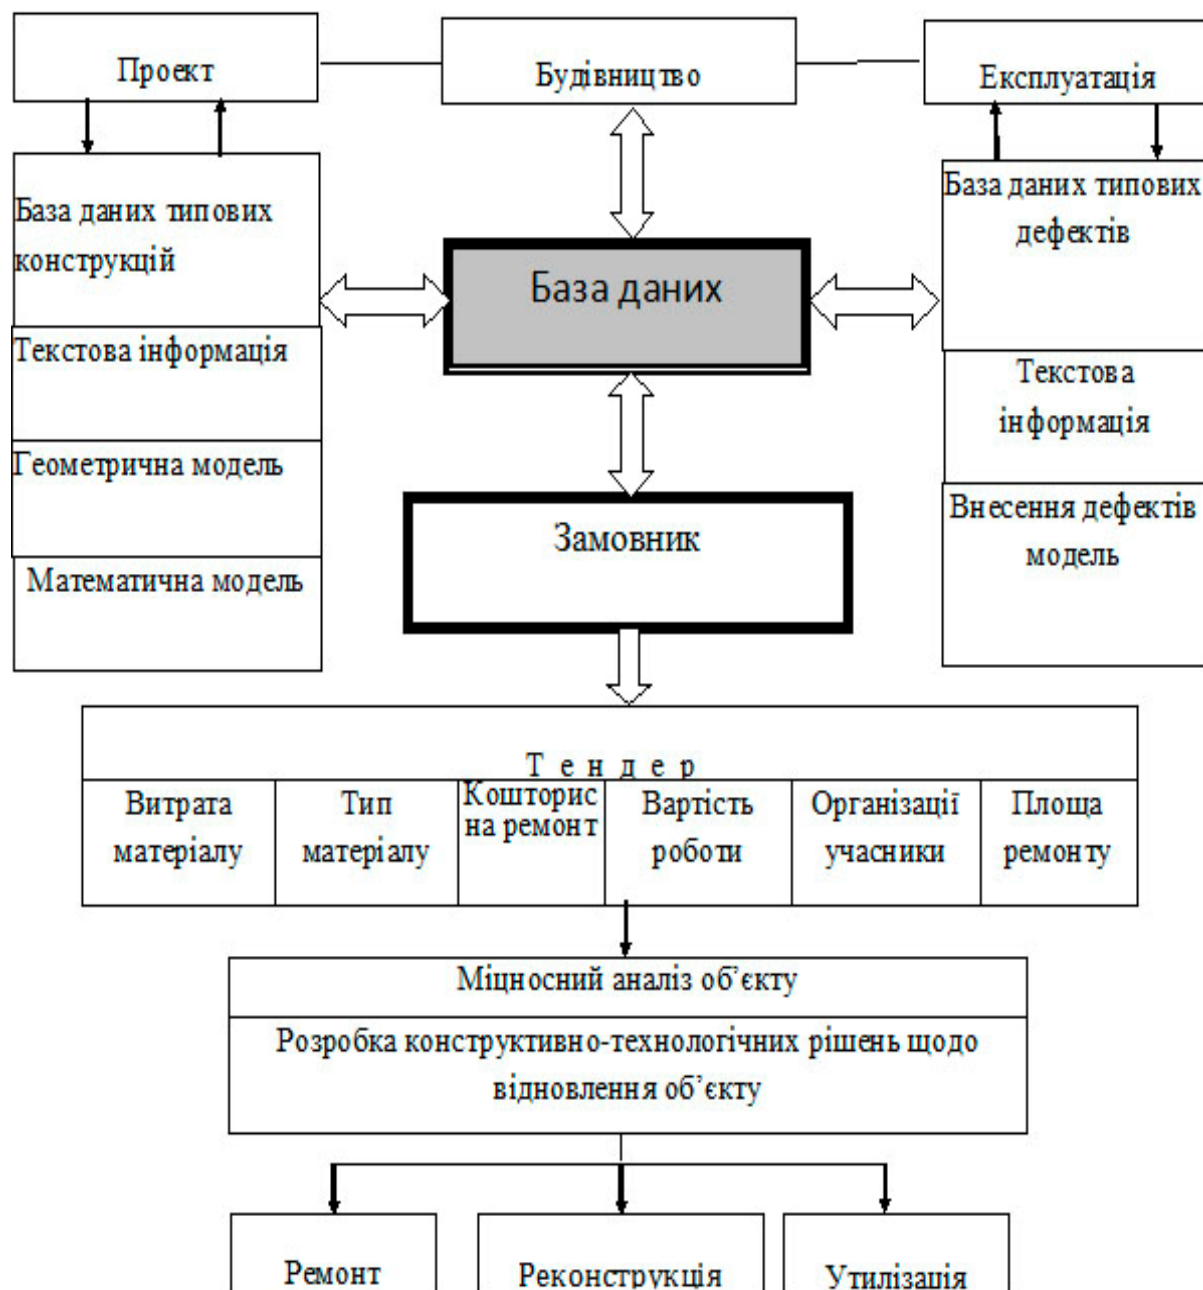 Проект
Будівництво
Експлуатація
База даних типових
конструкцій
Текстова інформація
Геометрична модель
Математична модель
База даних
Замовник
База даних типових
дефектів
Текстова
інформація
Внесення дефектів
модель
Тендер
Витрата
матеріалу
Тип
матеріалу
Кошторис
на ремонт
Вартість
роботи
Організації
учасники
Площа
ремонту
Міцносний аналіз об’єкту
Розробка конструктивно-технологічних рішень щодо
відновлення об’єкту
Ремонт
Реконструкція
Утилізація